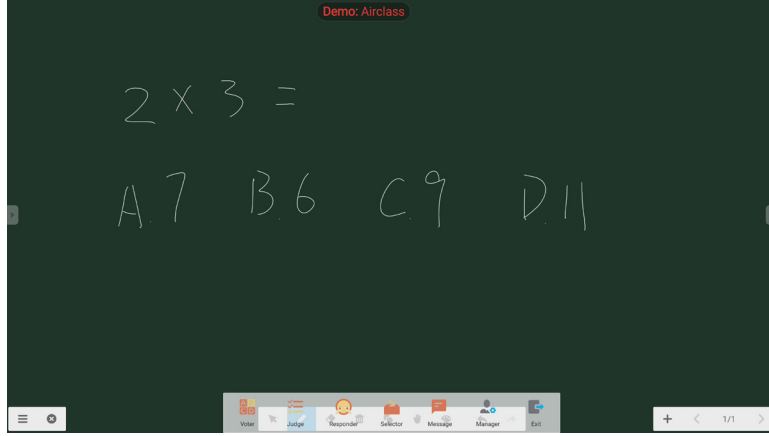 Demo: Airclass
2 × 3 =
A.7 B.6 C.9 D.11
Voter Judge Responder Selector Message Manager Exit
1/1